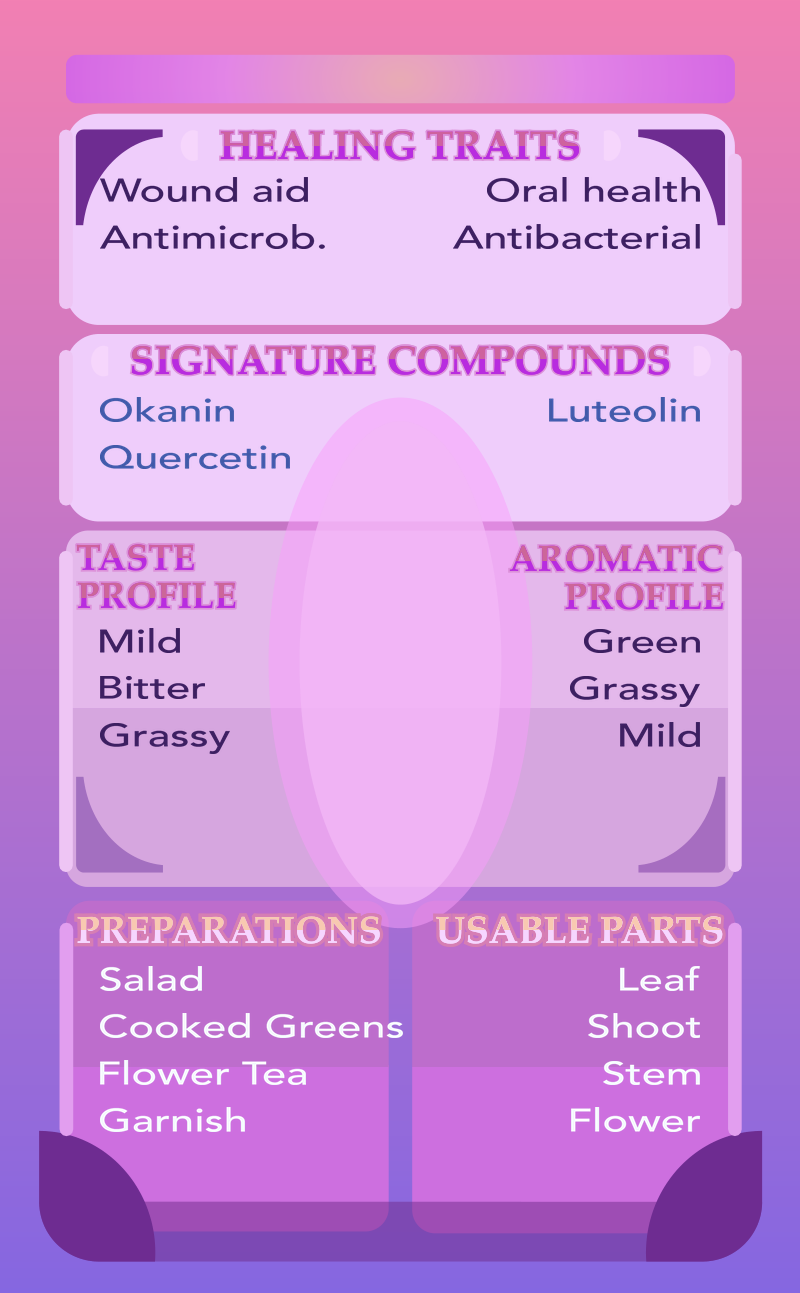 HEALING TRAITS
Wound aid
Oral health
Antimicrob.
Antibacterial
SIGNATURE COMPOUNDS
Okanin
Luteolin
Quercetin
TASTE
PROFILE
Mild
Bitter
Grassy
AROMATIC
PROFILE
Green
Grassy
Mild
PREPARATIONS
Salad
Cooked Greens
Flower Tea
Garnish
USABLE PARTS
Leaf
Shoot
Stem
Flower